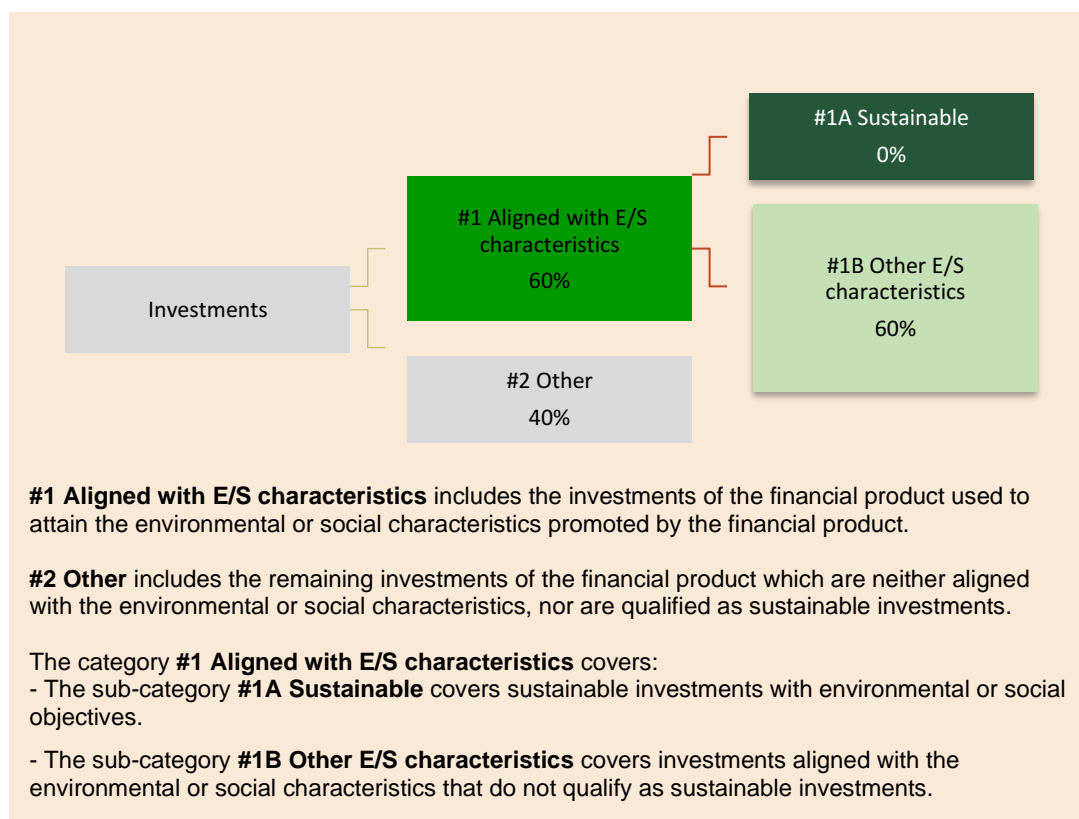 #1A Sustainable
0%
#1 Aligned with E/S
characteristics
60%
#1B Other E/S
characteristics
60%
Investments
#2 Other
40%
#1 Aligned with E/S characteristics includes the investments of the financial product used to
attain the environmental or social characteristics promoted by the financial product.
#2 Other includes the remaining investments of the financial product which are neither aligned
with the environmental or social characteristics, nor are qualified as sustainable investments.
The category #1 Aligned with E/S characteristics covers:
- The sub-category #1A Sustainable covers sustainable investments with environmental or social
objectives.
- The sub-category #1B Other E/S characteristics covers investments aligned with the
environmental or social characteristics that do not qualify as sustainable investments.